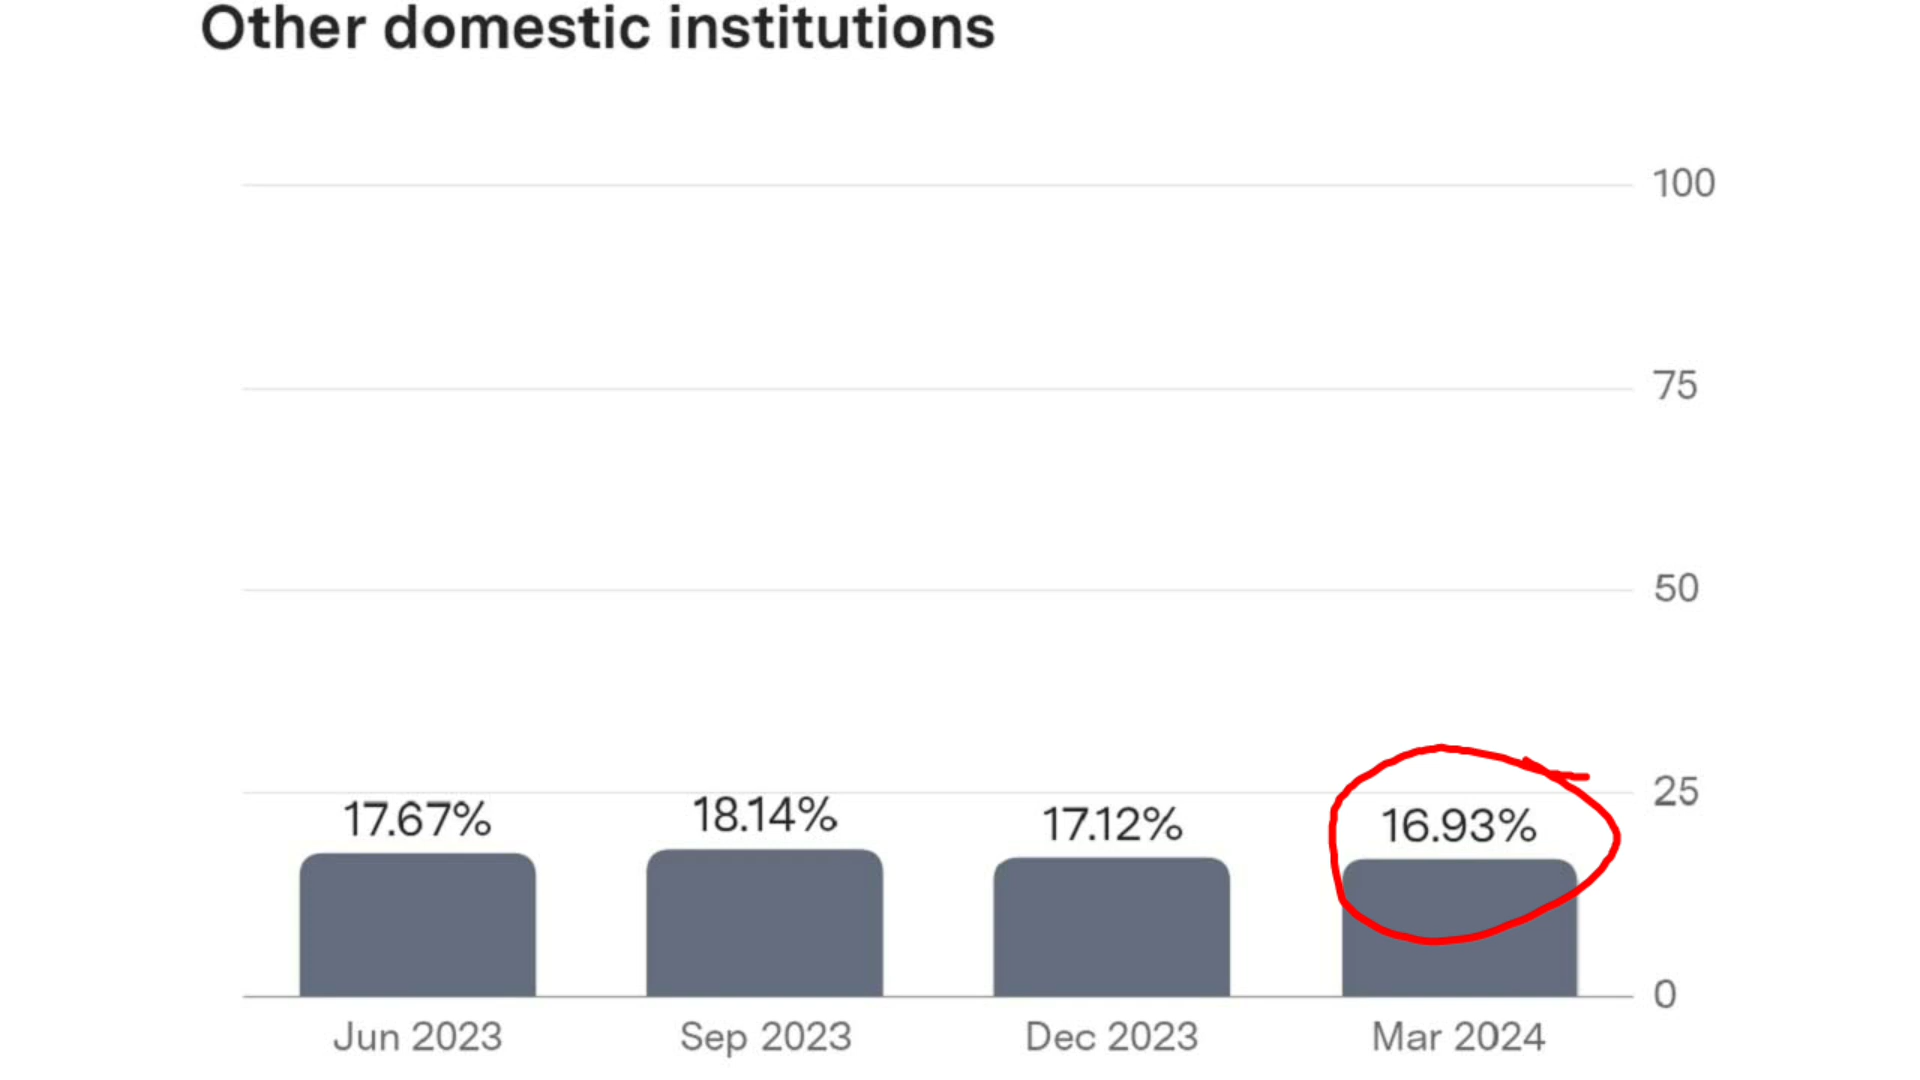 Other domestic institutions
100
75
50
25
17.67%
18.14%
17.12%
16.93%
0
Jun 2023
Sep 2023
Dec 2023
Mar 2024